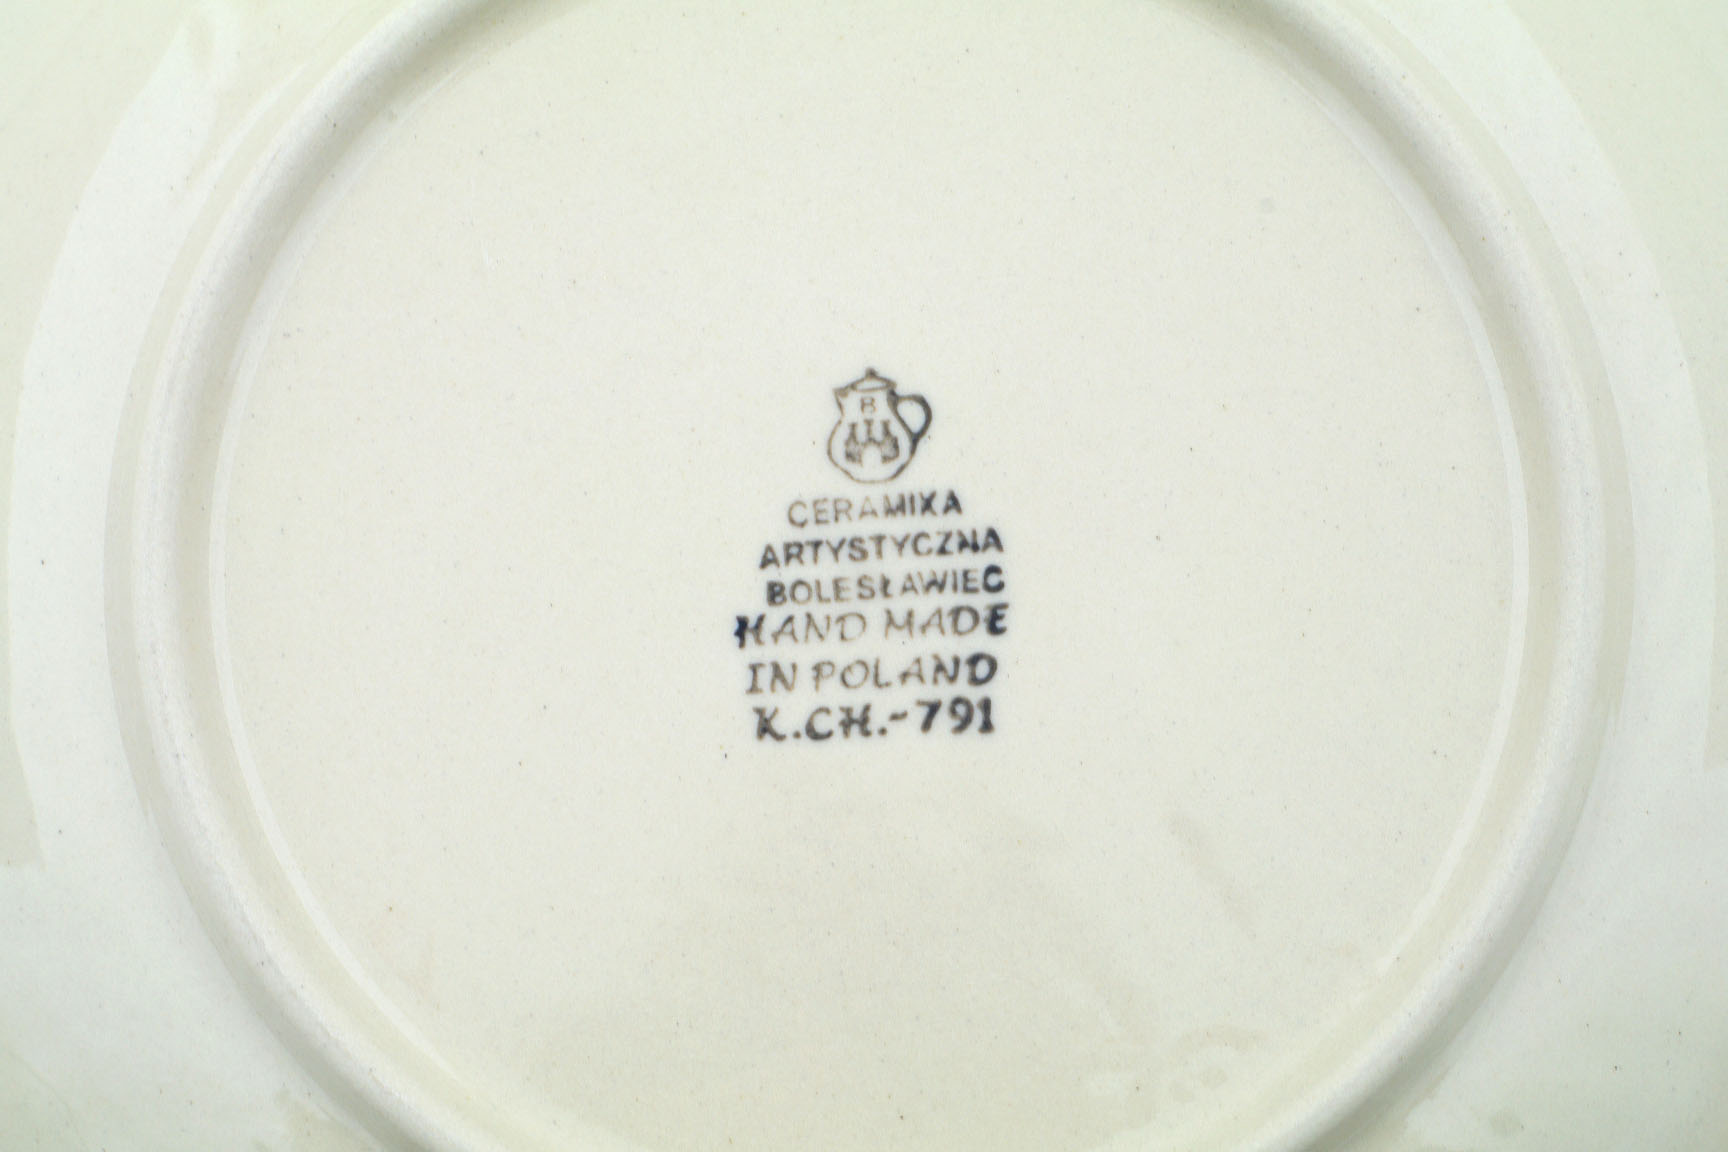 B
CERAMIKA
ARTYSTYCZNA
BOLESŁAWIEC
HAND MADE
IN POLAND
K.CH.-791